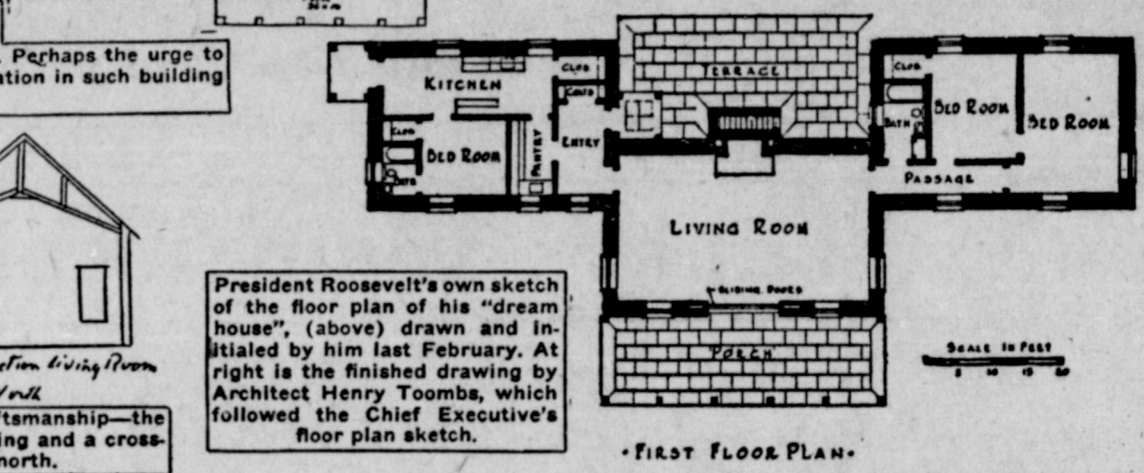 . Perhaps the urge to
ation in such building
KITCHEN
CLOS
COATS
TERRACE
CLOS
BED ROOM
BED ROOM
BATH
CLOS
BED ROOM
BATH
PANTRY
ENTRY
PASSAGE
LIVING ROOM
SLIDING DOORS
PORCH
SCALE IN FEET
5 10 15 20
• FIRST FLOOR PLAN •
President Roosevelt's own sketch
of the floor plan of his "dream
house", (above) drawn and in-
itialed by him last February. At
right is the finished drawing by
Architect Henry Toombs, which
followed the Chief Executive's
floor plan sketch.
ction Living Room
North
ftsmanship—the
ing and a cross-
north.